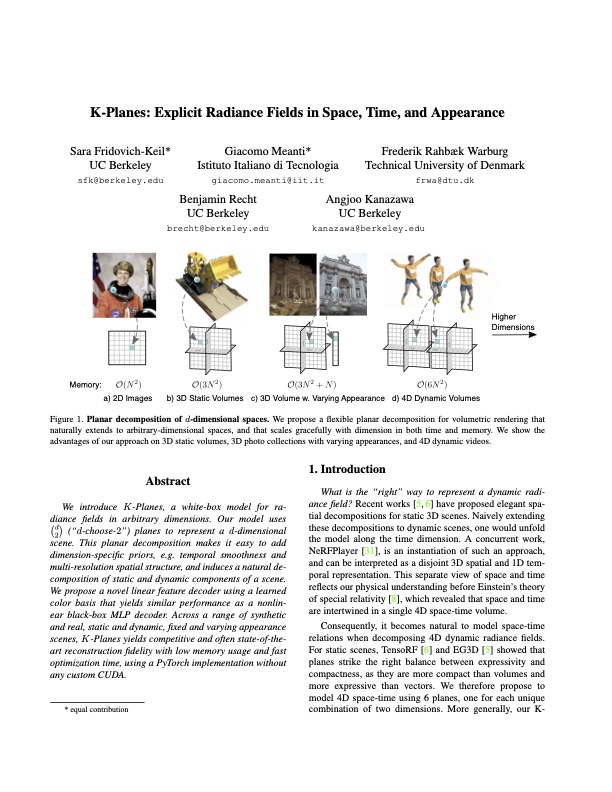 K-Planes: Explicit Radiance Fields in Space, Time, and Appearance
Sara Fridovich-Keil*
UC Berkeley
sfk@berkeley.edu
Giacomo Meanti*
Istituto Italiano di Tecnologia
giacomo.meanti@iit.it
Frederik Rahbæk Warburg
Technical University of Denmark
frwa@dtu.dk
Benjamin Recht
UC Berkeley
brecht@berkeley.edu
Angjoo Kanazawa
UC Berkeley
kanazawa@berkeley.edu
Higher
Dimensions
Memory: O(N²) O(3N²) O(3N² + N) O(6N²)
a) 2D Images b) 3D Static Volumes c) 3D Volume w. Varying Appearance d) 4D Dynamic Volumes
Figure 1. Planar decomposition of d-dimensional spaces. We propose a flexible planar decomposition for volumetric rendering that
naturally extends to arbitrary-dimensional spaces, and that scales gracefully with dimension in both time and memory. We show the
advantages of our approach on 3D static volumes, 3D photo collections with varying appearances, and 4D dynamic videos.
Abstract
We introduce K-Planes, a white-box model for ra-
diance fields in arbitrary dimensions. Our model uses
(d 2) (“d-choose-2”) planes to represent a d-dimensional
scene. This planar decomposition makes it easy to add
dimension-specific priors, e.g. temporal smoothness and
multi-resolution spatial structure, and induces a natural de-
composition of static and dynamic components of a scene.
We propose a novel linear feature decoder using a learned
color basis that yields similar performance as a nonlin-
ear black-box MLP decoder. Across a range of synthetic
and real, static and dynamic, fixed and varying appearance
scenes, K-Planes yields competitive and often state-of-the-
art reconstruction fidelity with low memory usage and fast
optimization time, using a PyTorch implementation without
any custom CUDA.
* equal contribution
1. Introduction
What is the “right” way to represent a dynamic radi-
ance field? Recent works [5, 6] have proposed elegant spa-
tial decompositions for static 3D scenes. Naively extending
these decompositions to dynamic scenes, one would unfold
the model along the time dimension. A concurrent work,
NeRFPlayer [31], is an instantiation of such an approach,
and can be interpreted as a disjoint 3D spatial and 1D tem-
poral representation. This separate view of space and time
reflects our physical understanding before Einstein’s theory
of special relativity [8], which revealed that space and time
are intertwined in a single 4D space-time volume.
Consequently, it becomes natural to model space-time
relations when decomposing 4D dynamic radiance fields.
For static scenes, TensoRF [6] and EG3D [5] showed that
planes strike the right balance between expressivity and
compactness, as they are more compact than volumes and
more expressive than vectors. We therefore propose to
model 4D space-time using 6 planes, one for each unique
combination of two dimensions. More generally, our K-